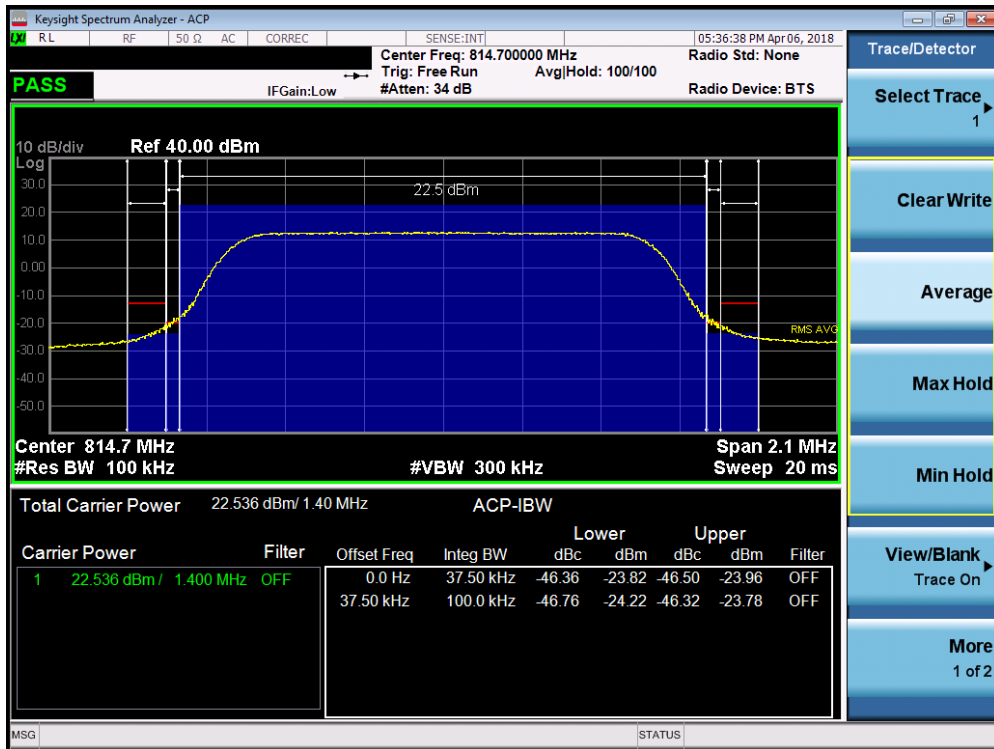 Keysight Spectrum Analyzer - ACP
LXI RL RF 50 Ω AC CORREC SENSE:INT 05:36:38 PM Apr 06, 2018
Center Freq: 814.700000 MHz Radio Std: None
Trig: Free Run Avg|Hold: 100/100
PASS IFGain:Low #Atten: 34 dB Radio Device: BTS
10 dB/div Ref 40.00 dBm
Log
30.0
22.5 dBm
20.0
10.0
0.00
-10.0
-20.0
RMS AVG
-30.0
-40.0
-50.0
Center 814.7 MHz Span 2.1 MHz
#Res BW 100 kHz #VBW 300 kHz Sweep 20 ms
Total Carrier Power 22.536 dBm/ 1.40 MHz ACP-IBW
Lower Upper
Carrier Power Filter Offset Freq Integ BW dBc dBm dBc dBm Filter
1 22.536 dBm / 1.400 MHz OFF 0.0 Hz 37.50 kHz -46.36 -23.82 -46.50 -23.96 OFF
37.50 kHz 100.0 kHz -46.76 -24.22 -46.32 -23.78 OFF
MSG STATUS
Trace/Detector
Select Trace
1
Clear Write
Average
Max Hold
Min Hold
View/Blank
Trace On
More
1 of 2